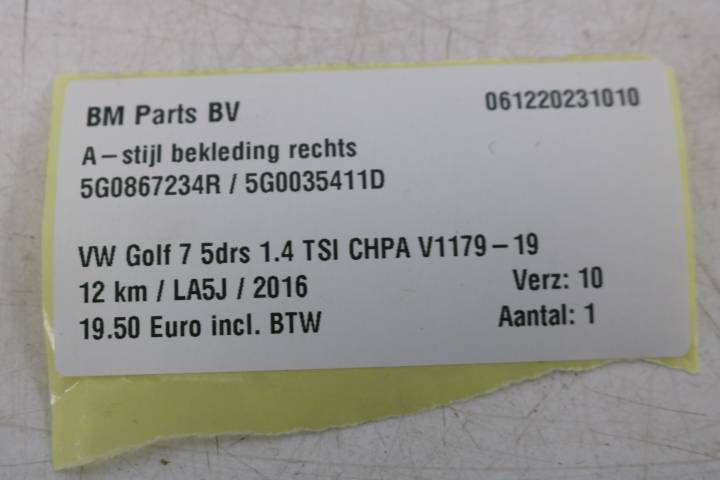 BM Parts BV 061220231010
A-stijl bekleding rechts
5G0867234R / 5G0035411D
VW Golf 7 5drs 1.4 TSI CHPA V1179-19
12 km / LA5J / 2016 Verz: 10
19.50 Euro incl. BTW Aantal: 1